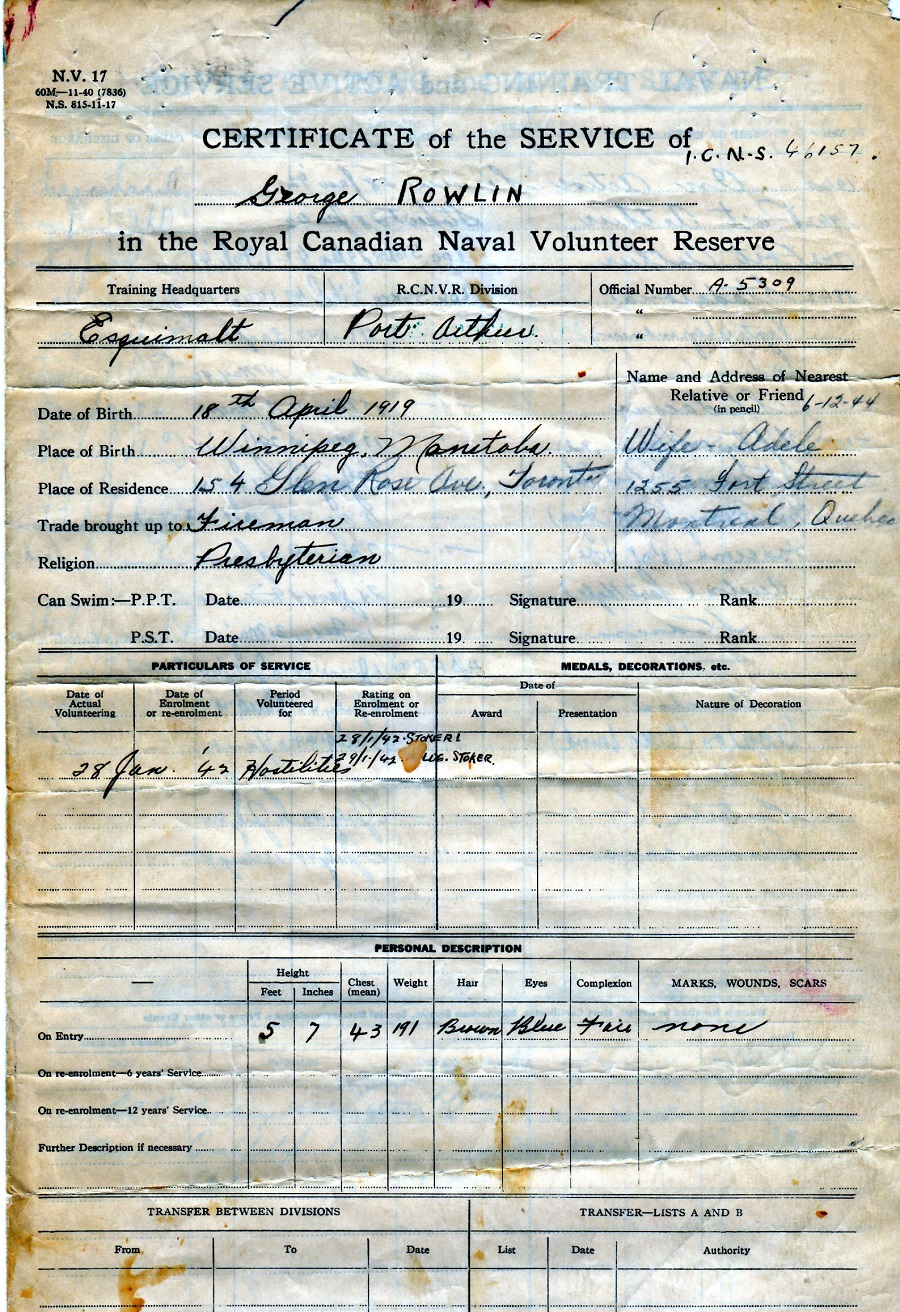 N.V. 17
60M—11-40 (7836)
N.S. 815-11-17
CERTIFICATE of the SERVICE of
I.C.N.S. 46157.
George ROWLIN
in the Royal Canadian Naval Volunteer Reserve
Training Headquarters R.C.N.V.R. Division Official Number A-5309
Esquimalt Port Arthur. "
"
Name and Address of Nearest
Relative or Friend 6-12-44
(in pencil)
Date of Birth 18th April 1919
Place of Birth Winnipeg, Manitoba. Wife - Adele
Place of Residence 154 Glen Rose Ave., Toronto 1255 Fort Street
Trade brought up to Fireman Montreal, Quebec
Religion Presbyterian
Can Swim:—P.P.T. Date 19 Signature Rank
P.S.T. Date 19 Signature Rank
PARTICULARS OF SERVICE MEDALS, DECORATIONS, etc.
Date of Actual Volunteering Date of Enrolment or re-enrolment Period Volunteered for Rating on Enrolment or Re-enrolment Date of Award Presentation Nature of Decoration
28/1/42 STOKER I
28 Jan. '42 Hostilities 29/1/42 STOKER.
PERSONAL DESCRIPTION
— Height Feet Inches Chest (mean) Weight Hair Eyes Complexion MARKS, WOUNDS, SCARS
On Entry 5 7 43 191 Brown Blue Fair none
On re-enrolment—6 years' Service
On re-enrolment—12 years' Service
Further Description if necessary
TRANSFER BETWEEN DIVISIONS TRANSFER—LISTS A AND B
From To Date List Date Authority